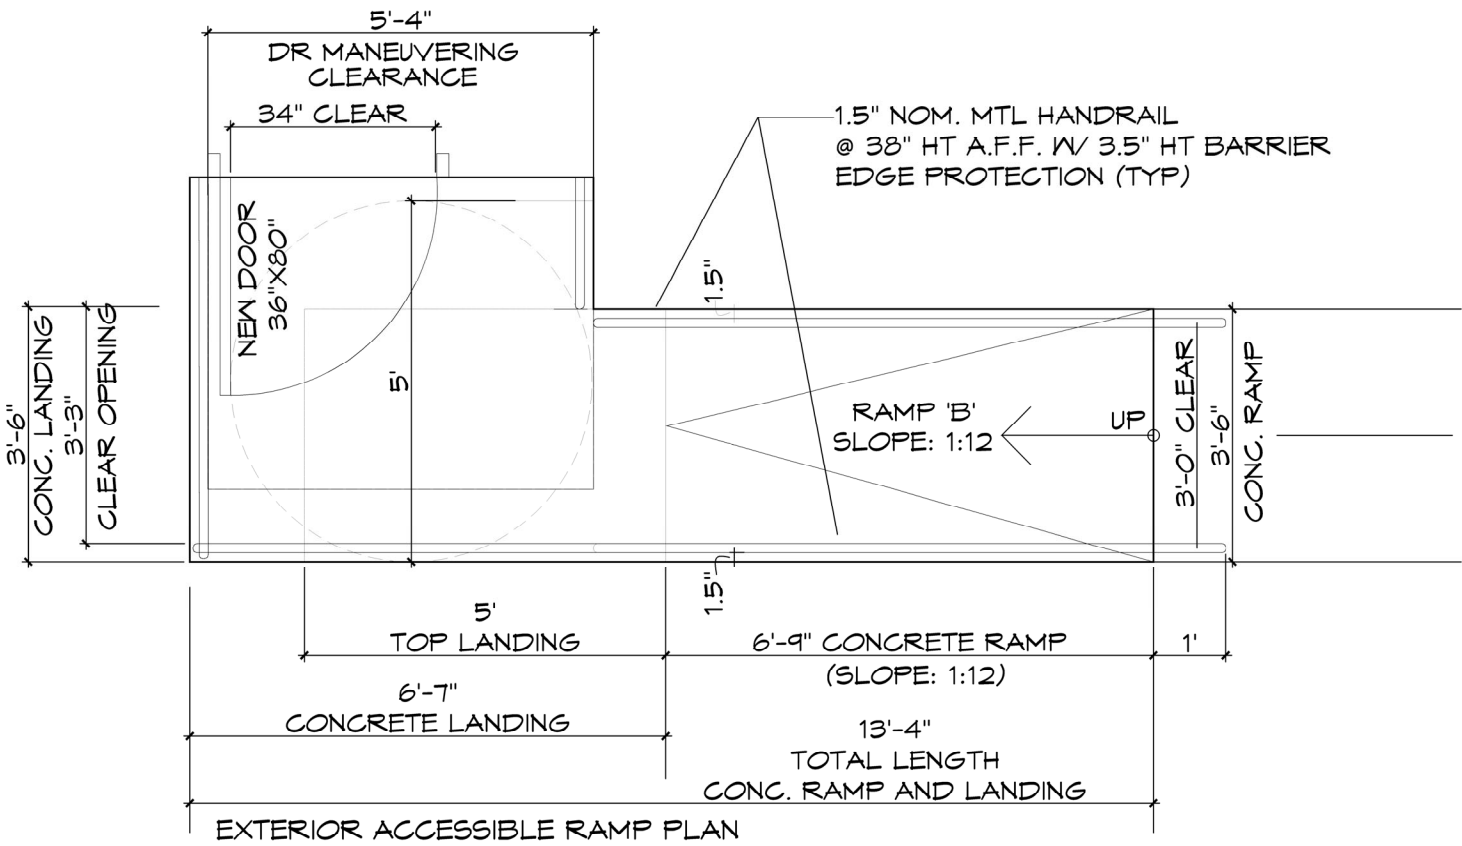 5'-4"
DR MANEUVERING
CLEARANCE
34" CLEAR
1.5" NOM. MTL HANDRAIL
@ 38" HT A.F.F. W/ 3.5" HT BARRIER
EDGE PROTECTION (TYP)
NEW DOOR
36"X80"
1.5"
3'-6"
CONC. LANDING
3'-3"
CLEAR OPENING
5'
RAMP 'B'
SLOPE: 1:12
UP
3'-0" CLEAR
3'-6"
CONC. RAMP
1.5"
5'
TOP LANDING
6'-9" CONCRETE RAMP
(SLOPE: 1:12)
1'
6'-7"
CONCRETE LANDING
13'-4"
TOTAL LENGTH
CONC. RAMP AND LANDING
EXTERIOR ACCESSIBLE RAMP PLAN